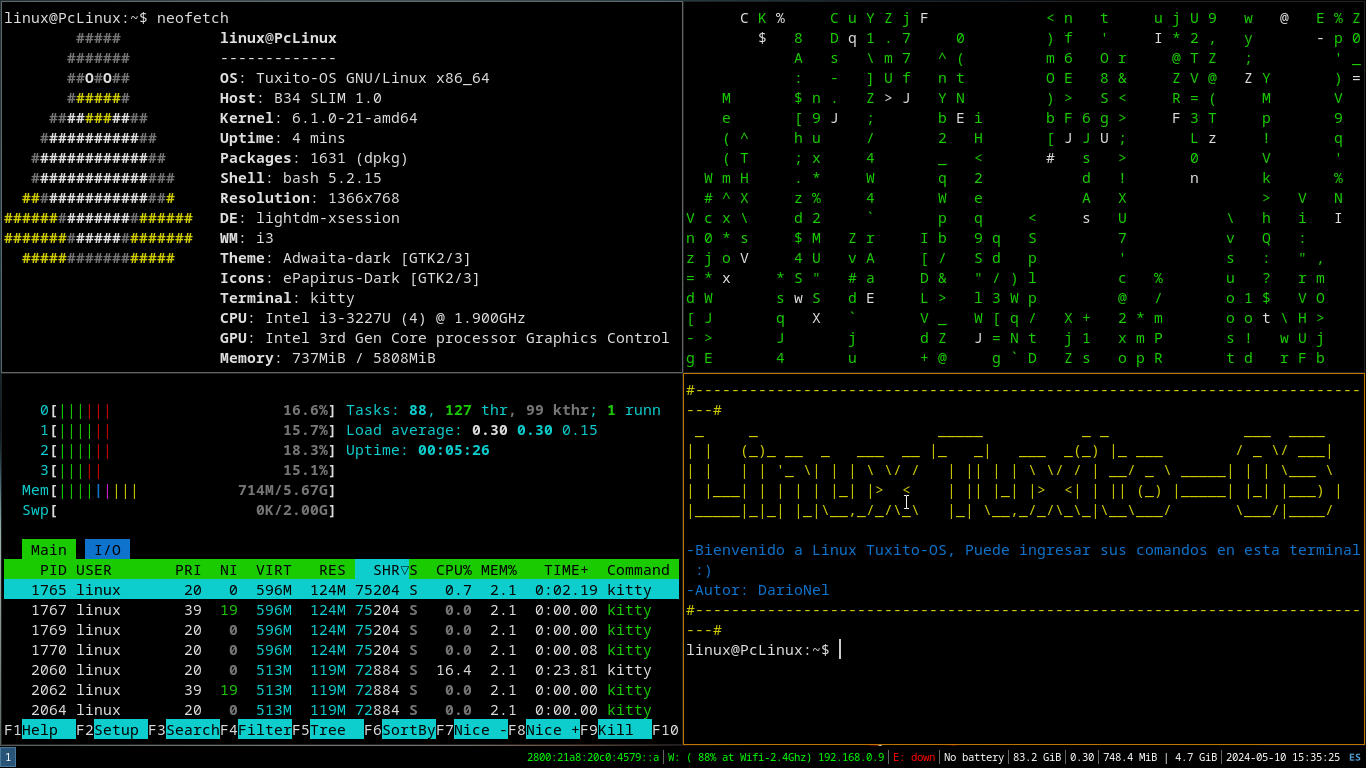 linux@PcLinux:~$ neofetch
linux@PcLinux
-------------
OS: Tuxito-OS GNU/Linux x86_64
Host: B34 SLIM 1.0
Kernel: 6.1.0-21-amd64
Uptime: 4 mins
Packages: 1631 (dpkg)
Shell: bash 5.2.15
Resolution: 1366x768
DE: lightdm-xsession
WM: i3
Theme: Adwaita-dark [GTK2/3]
Icons: ePapirus-Dark [GTK2/3]
Terminal: kitty
CPU: Intel i3-3227U (4) @ 1.900GHz
GPU: Intel 3rd Gen Core processor Graphics Control
Memory: 737MiB / 5808MiB
0[|||||| 16.6%] Tasks: 88, 127 thr, 99 kthr; 1 runn
1[|||||| 15.7%] Load average: 0.30 0.30 0.15
2[|||||| 18.3%] Uptime: 00:05:26
3[||||| 15.1%]
Mem[||||||||| 714M/5.67G]
Swp[ 0K/2.00G]
Main I/O
PID USER PRI NI VIRT RES SHR▽S CPU% MEM% TIME+ Command
1765 linux 20 0 596M 124M 75204 S 0.7 2.1 0:02.19 kitty
1767 linux 39 19 596M 124M 75204 S 0.0 2.1 0:00.00 kitty
1769 linux 20 0 596M 124M 75204 S 0.0 2.1 0:00.00 kitty
1770 linux 20 0 596M 124M 75204 S 0.0 2.1 0:00.08 kitty
2060 linux 20 0 513M 119M 72884 S 16.4 2.1 0:23.81 kitty
2062 linux 39 19 513M 119M 72884 S 0.0 2.1 0:00.00 kitty
2064 linux 20 0 513M 119M 72884 S 0.0 2.1 0:00.00 kitty
F1Help F2Setup F3SearchF4FilterF5Tree F6SortByF7Nice -F8Nice +F9Kill F10
#--------------------------------------------------------------------------
---#
Linux Tuxito-OS
-Bienvenido a Linux Tuxito-OS, Puede ingresar sus comandos en esta terminal
:)
-Autor: DarioNel
#--------------------------------------------------------------------------
---#
linux@PcLinux:~$
1
2800:21a8:20c0:4579::a|W: ( 88% at Wifi-2.4Ghz) 192.168.0.9|E: down|No battery|83.2 GiB|0.30|748.4 MiB | 4.7 GiB|2024-05-10 15:35:25 ES